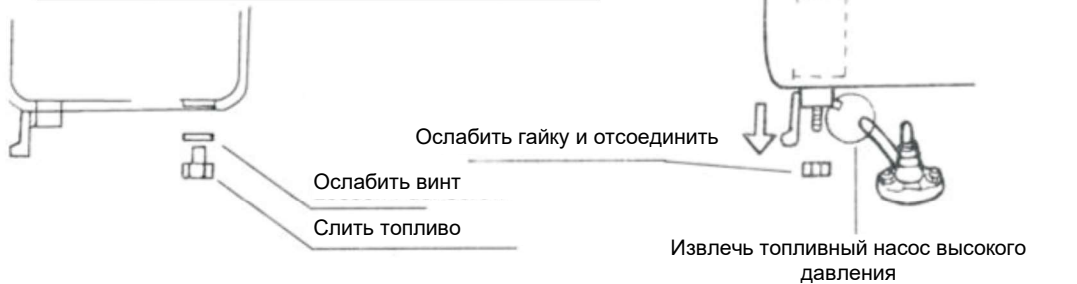 Ослабить гайку и отсоединить
Ослабить винт
Слить топливо
Извлечь топливный насос высокого
давления